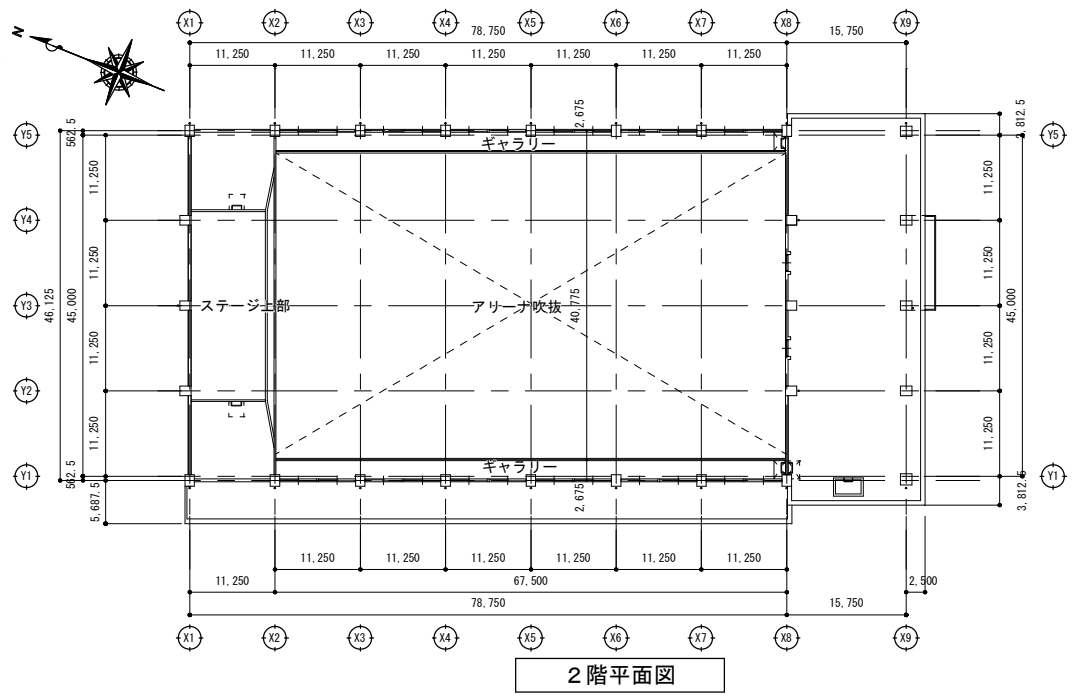 X1 X2 X3 X4 X5 X6 X7 X8 X9
N
78,750 15,750
11,250 11,250 11,250 11,250 11,250 11,250 11,250
Y5 562.5 2,675 3,812.5 Y5
ギャラリー
11,250 11,250
Y4
11,250 11,250
46,125 45,000 Y3 ステージ上部 アリーナ吹抜 40,775 45,000
11,250 11,250
Y2
11,250 11,250
ギャラリー
Y1 562.5 2,675 3,812.5 Y1
5,687.5
11,250 11,250 11,250 11,250 11,250 11,250
11,250 67,500 2,500
78,750 15,750
X1 X2 X3 X4 X5 X6 X7 X8 X9
2階平面図